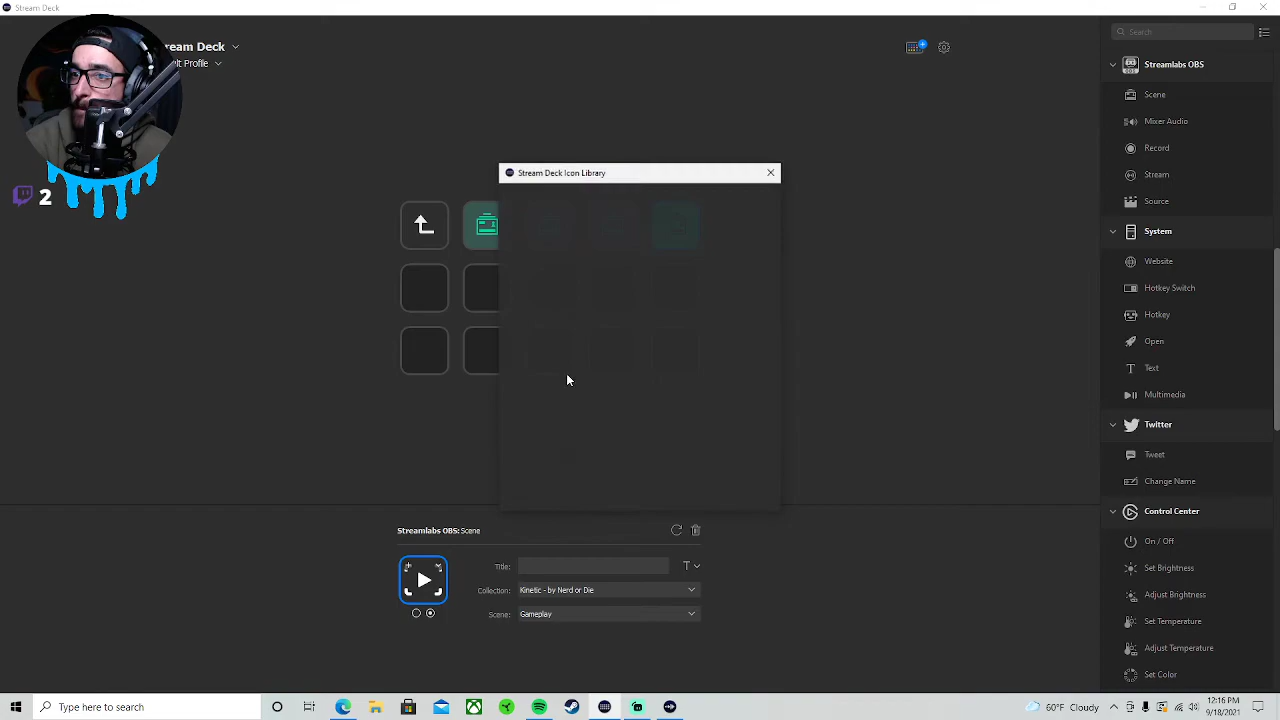 Stream Deck
ream Deck
lt Profile
2
Stream Deck Icon Library
Search
Streamlabs OBS
Scene
Mixer Audio
Record
Stream
Source
System
Website
Hotkey Switch
Hotkey
Open
Text
Multimedia
Twitter
Tweet
Change Name
Control Center
On / Off
Set Brightness
Adjust Brightness
Set Temperature
Adjust Temperature
Set Color
Streamlabs OBS: Scene
Title:
T
Collection: Kinetic - by Nerd or Die
Scene: Gameplay
Type here to search
60°F Cloudy
12:16 PM
9/18/2021